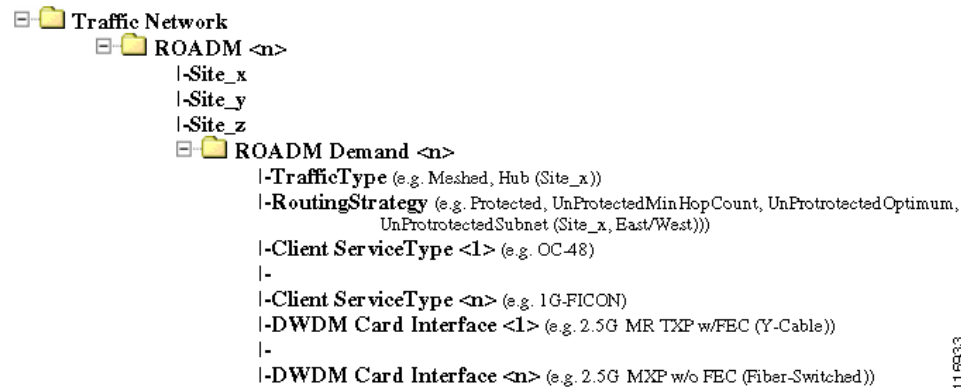 Traffic Network
ROADM <n>
|-Site_x
|-Site_y
|-Site_z
ROADM Demand <n>
|-TrafficType (e.g. Meshed, Hub (Site_x))
|-RoutingStrategy (e.g. Protected, UnProtectedMinHopCount, UnProtrotectedOptimum,
UnProtrotectedSubnet (Site_x, East/West)))
|-Client ServiceType <1> (e.g. OC-48)
|-
|-Client ServiceType <n> (e.g. 1G-FICON)
|-DWDM Card Interface <1> (e.g. 2.5G MR TXP w/FEC (Y-Cable))
|-
|-DWDM Card Interface <n> (e.g. 2.5G MXP w/o FEC (Fiber-Switched))
116933